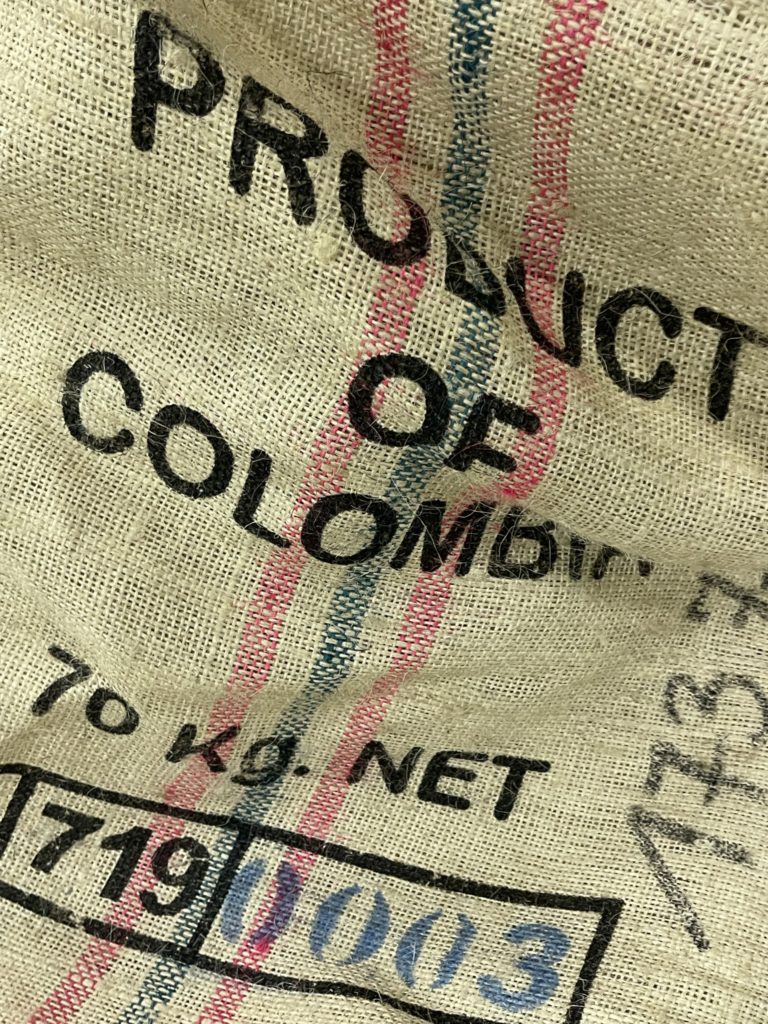 PRODUCT
OF
COLOMBIA
70 Kg. NET
719 0003